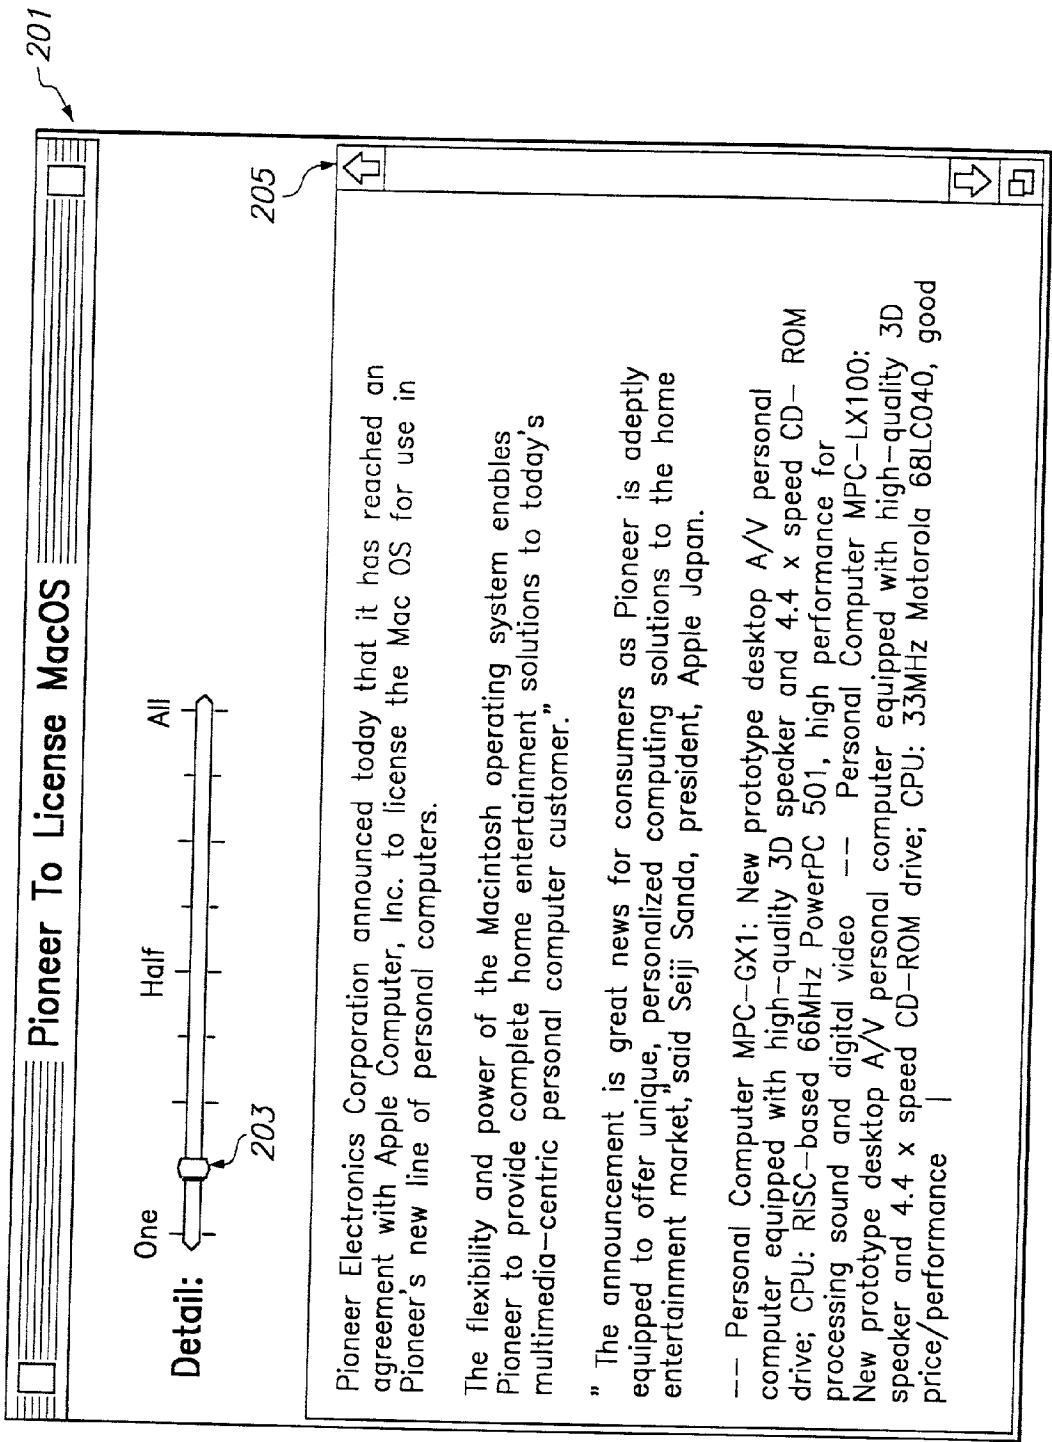 201
Pioneer To License MacOS
Detail:
One
Half
All
203
205
Pioneer Electronics Corporation announced today that it has reached an
agreement with Apple Computer, Inc. to license the Mac OS for use in
Pioneer's new line of personal computers.
The flexibility and power of the Macintosh operating system enables
Pioneer to provide complete home entertainment solutions to today's
multimedia-centric personal computer customer."
" The announcement is great news for consumers as Pioneer is adeptly
equipped to offer unique, personalized computing solutions to the home
entertainment market," said Seiji Sanda, president, Apple Japan.
-- Personal Computer MPC-GX1: New prototype desktop A/V personal
computer equipped with high-quality 3D speaker and 4.4 x speed CD- ROM
drive; CPU: RISC-based 66MHz PowerPC 501, high performance for
processing sound and digital video -- Personal Computer MPC-LX100:
New prototype desktop A/V personal computer equipped with high-quality 3D
speaker and 4.4 x speed CD-ROM drive; CPU: 33MHz Motorola 68LC040, good
price/performance